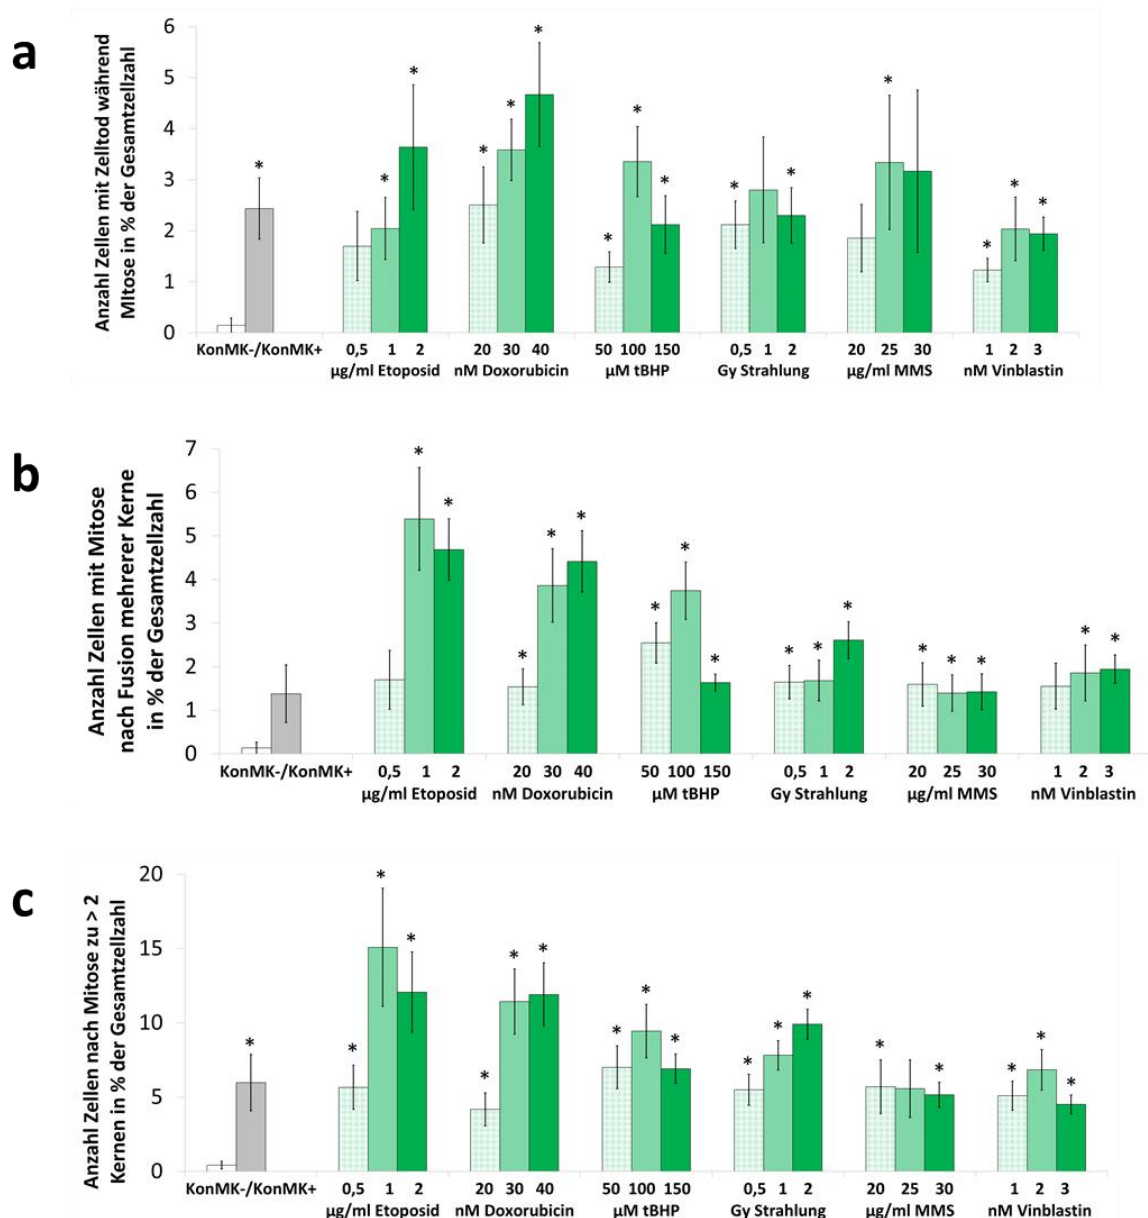 a
Anzahl Zellen mit Zelltod während
Mitose in % der Gesamtzellzahl
6
5
4
3
2
1
0
* * * * * * * * * * * * * *
KonMK-/KonMK+ 0,5 1 2 20 30 40 50 100 150 0,5 1 2 20 25 30 1 2 3
µg/ml Etoposid nM Doxorubicin µM tBHP Gy Strahlung µg/ml MMS nM Vinblastin
b
Anzahl Zellen mit Mitose
nach Fusion mehrerer Kerne
in % der Gesamtzellzahl
7
6
5
4
3
2
1
0
* * * * * * * * * * * * * * * *
KonMK-/KonMK+ 0,5 1 2 20 30 40 50 100 150 0,5 1 2 20 25 30 1 2 3
µg/ml Etoposid nM Doxorubicin µM tBHP Gy Strahlung µg/ml MMS nM Vinblastin
c
Anzahl Zellen nach Mitose zu > 2
Kernen in % der Gesamtzellzahl
20
15
10
5
0
* * * * * * * * * * * * * * * * * *
KonMK-/KonMK+ 0,5 1 2 20 30 40 50 100 150 0,5 1 2 20 25 30 1 2 3
µg/ml Etoposid nM Doxorubicin µM tBHP Gy Strahlung µg/ml MMS nM Vinblastin